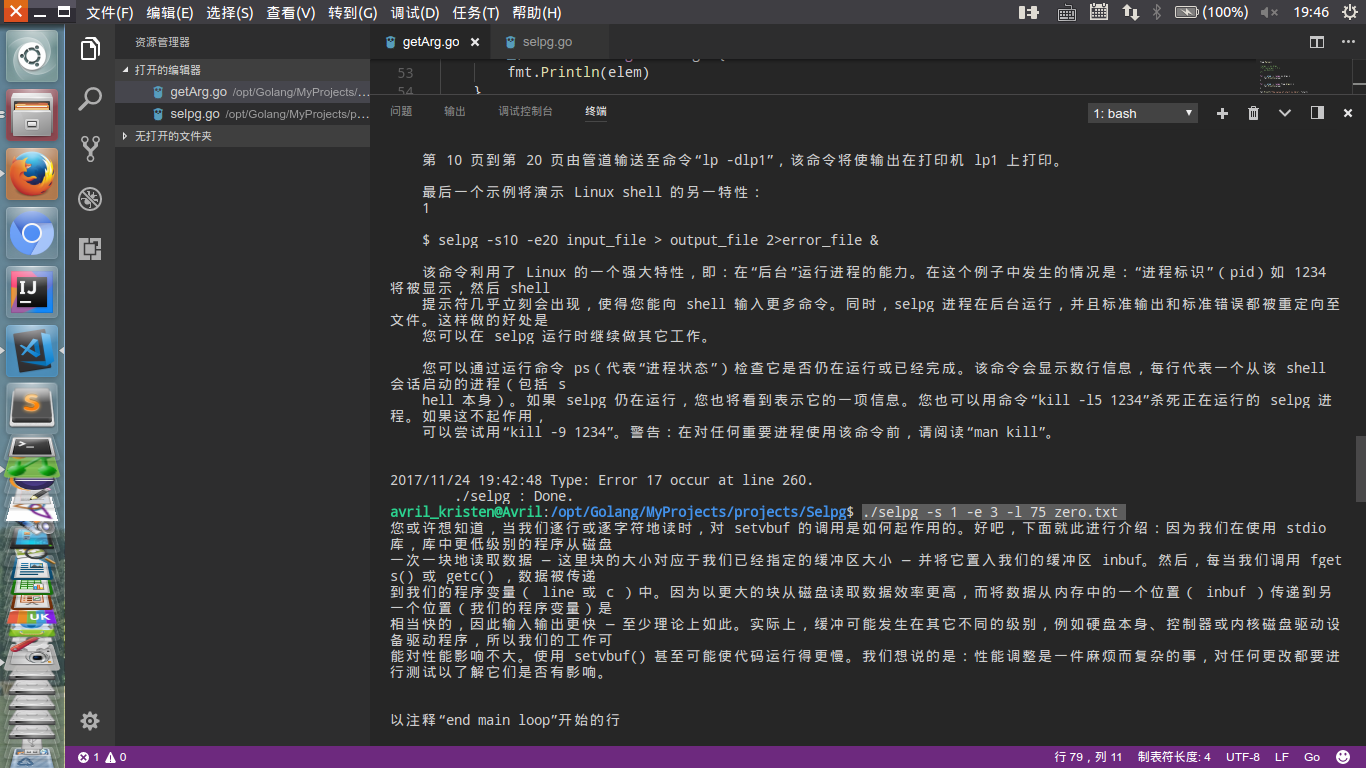 文件(F) 编辑(E) 选择(S) 查看(V) 转到(G) 调试(D) 任务(T) 帮助(H) (100%) 19:46
资源管理器
打开的编辑器
getArg.go /opt/Golang/MyProjects/...
selpg.go /opt/Golang/MyProjects/p...
无打开的文件夹
getArg.go selpg.go
53 fmt.Println(elem)
54 }
问题 输出 调试控制台 终端 1: bash
第 10 页到第 20 页由管道输送至命令“lp -dlp1”，该命令将使输出在打印机 lp1 上打印。
最后一个示例将演示 Linux shell 的另一特性：
1
$ selpg -s10 -e20 input_file > output_file 2>error_file &
该命令利用了 Linux 的一个强大特性，即：在“后台”运行进程的能力。在这个例子中发生的情况是：“进程标识”（pid）如 1234
将被显示，然后 shell
提示符几乎立刻会出现，使得您能向 shell 输入更多命令。同时，selpg 进程在后台运行，并且标准输出和标准错误都被重定向至
文件。这样做的好处是
您可以在 selpg 运行时继续做其它工作。
您可以通过运行命令 ps（代表“进程状态”）检查它是否仍在运行或已经完成。该命令会显示数行信息，每行代表一个从该 shell
会话启动的进程（包括 s
hell 本身）。如果 selpg 仍在运行，您也将看到表示它的一项信息。您也可以用命令“kill -l5 1234”杀死正在运行的 selpg 进
程。如果这不起作用，
可以尝试用“kill -9 1234”。警告：在对任何重要进程使用该命令前，请阅读“man kill”。
2017/11/24 19:42:48 Type: Error 17 occur at line 260.
./selpg : Done.
avril_kristen@Avril:/opt/Golang/MyProjects/projects/Selpg$ ./selpg -s 1 -e 3 -l 75 zero.txt
您或许想知道，当我们逐行或逐字符地读时，对 setvbuf 的调用是如何起作用的。好吧，下面就此进行介绍：因为我们在使用 stdio
库，库中更低级别的程序从磁盘
一次一块地读取数据 — 这里块的大小对应于我们已经指定的缓冲区大小 — 并将它置入我们的缓冲区 inbuf。然后，每当我们调用 fget
s() 或 getc() ，数据被传递
到我们的程序变量（ line 或 c ）中。因为以更大的块从磁盘读取数据效率更高，而将数据从内存中的一个位置（ inbuf ）传递到另
一个位置（我们的程序变量）是
相当快的，因此输入输出更快 — 至少理论上如此。实际上，缓冲可能发生在其它不同的级别，例如硬盘本身、控制器或内核磁盘驱动设
备驱动程序，所以我们的工作可
能对性能影响不大。使用 setvbuf() 甚至可能使代码运行得更慢。我们想说的是：性能调整是一件麻烦而复杂的事，对任何更改都要进
行测试以了解它们是否有影响。
以注释“end main loop”开始的行
1 0 行 79，列 11 制表符长度: 4 UTF-8 LF Go